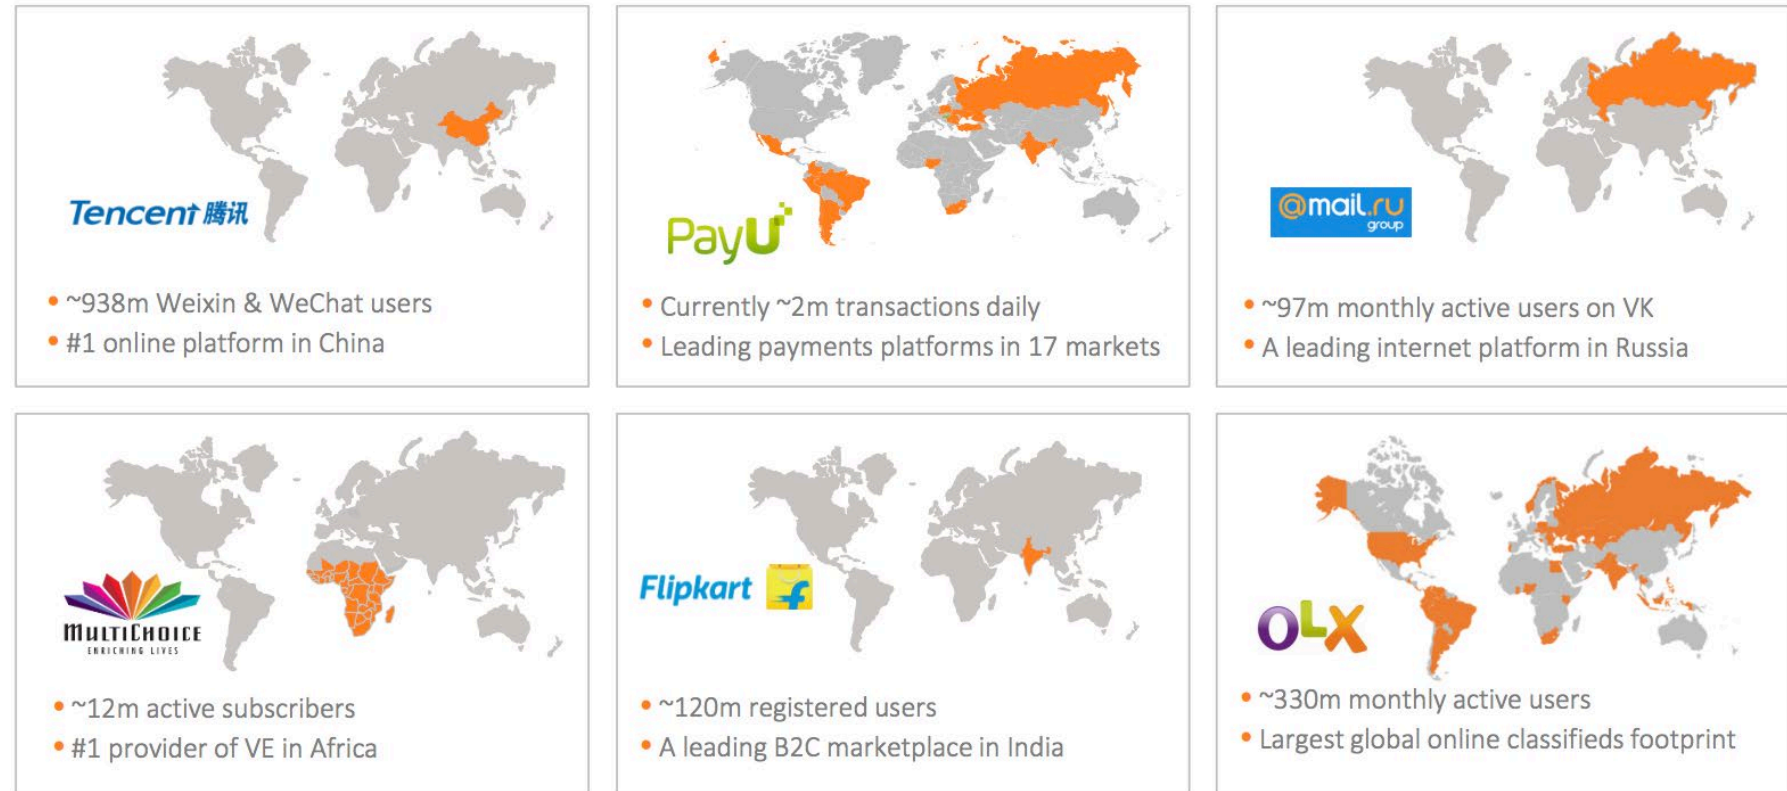 Tencent 腾讯
• ~938m Weixin & WeChat users
• #1 online platform in China
PayU
• Currently ~2m transactions daily
• Leading payments platforms in 17 markets
@mail.ru
group
• ~97m monthly active users on VK
• A leading internet platform in Russia
MULTICHOICE
ENRICHING LIVES
• ~12m active subscribers
• #1 provider of VE in Africa
Flipkart
• ~120m registered users
• A leading B2C marketplace in India
OLX
• ~330m monthly active users
• Largest global online classifieds footprint